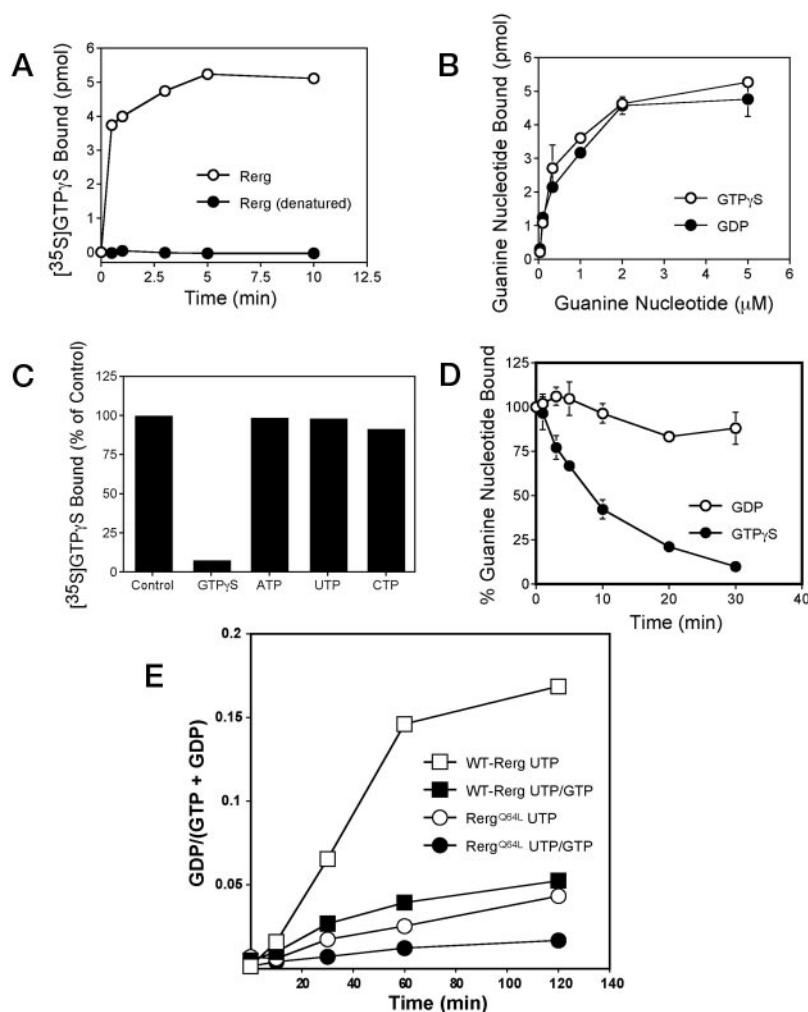 A
[35S]GTPγS Bound (pmol)
6
5
4
3
2
1
0
Rerg
Rerg (denatured)
0
2.5
5
7.5
10
12.5
Time (min)
B
Guanine Nucleotide Bound (pmol)
6
5
4
3
2
1
0
GTPγS
GDP
0
1
2
3
4
5
6
Guanine Nucleotide (μM)
C
[35S]GTPγS Bound (% of Control)
125
100
75
50
25
0
Control
GTPγS
ATP
UTP
CTP
D
% Guanine Nucleotide Bound
125
100
75
50
25
0
GDP
GTPγS
0
10
20
30
40
Time (min)
E
GDP/(GTP + GDP)
0.2
0.15
0.1
0.05
WT-Rerg UTP
WT-Rerg UTP/GTP
RergQ64L UTP
RergQ64L UTP/GTP
20
40
60
80
100
120
140
Time (min)